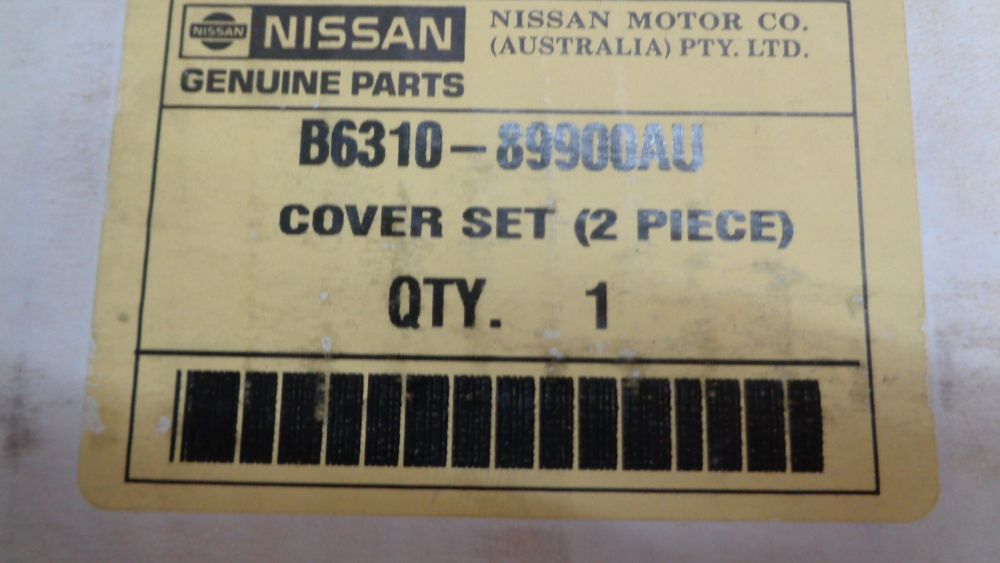 NISSAN NISSAN
GENUINE PARTS
NISSAN MOTOR CO.
(AUSTRALIA) PTY. LTD.
B6310-89900AU
COVER SET (2 PIECE)
QTY. 1